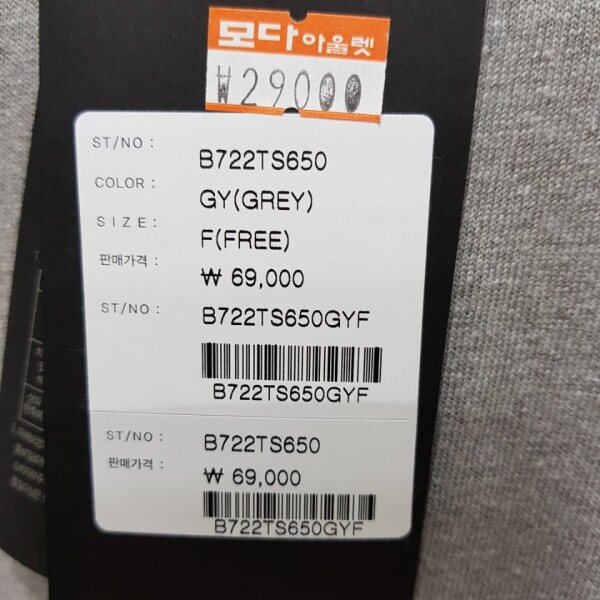 모다아울렛
₩29000
ST/NO : B722TS650
COLOR : GY(GREY)
SIZE : F(FREE)
판매가격 : ₩ 69,000
ST/NO : B722TS650GYF
B722TS650GYF
ST/NO : B722TS650
판매가격 : ₩ 69,000
B722TS650GYF